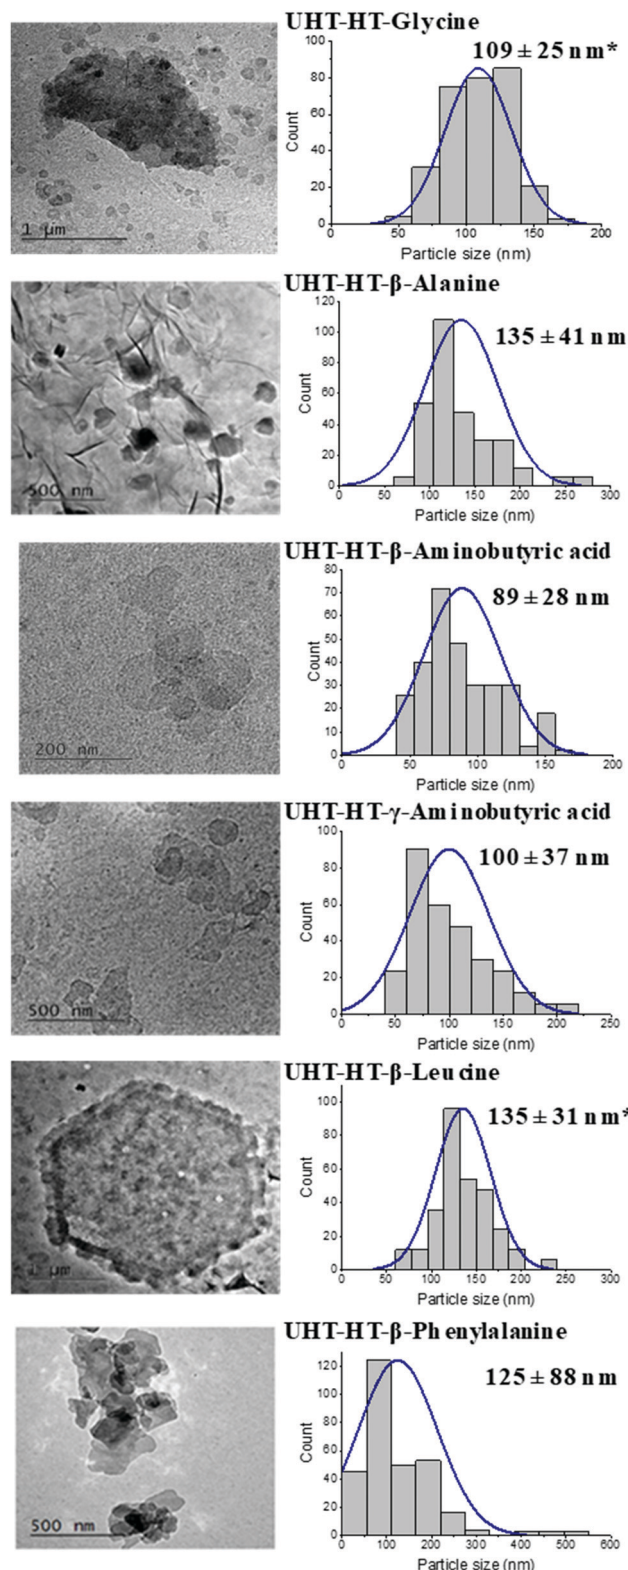 UHT-HT-Glycine
109 ± 25 nm*
100
80
60
40
20
0
Count
50 100 150 200
Particle size (nm)
1 µm
UHT-HT-β-Alanine
135 ± 41 nm
120
100
80
60
40
20
0
Count
0 50 100 150 200 250 300
Particle size (nm)
500 nm
UHT-HT-β-Aminobutyric acid
89 ± 28 nm
80
70
60
50
40
30
20
10
0
Count
0 50 100 150 200
Particle size (nm)
200 nm
UHT-HT-γ-Aminobutyric acid
100 ± 37 nm
100
80
60
40
20
0
Count
0 50 100 150 200 250
Particle size (nm)
500 nm
UHT-HT-β-Leucine
135 ± 31 nm*
100
80
60
40
20
0
Count
0 50 100 150 200 250 300
Particle size (nm)
1 µm
UHT-HT-β-Phenylalanine
125 ± 88 nm
120
100
80
60
40
20
0
Count
0 100 200 300 400 500 600
Particle size (nm)
500 nm